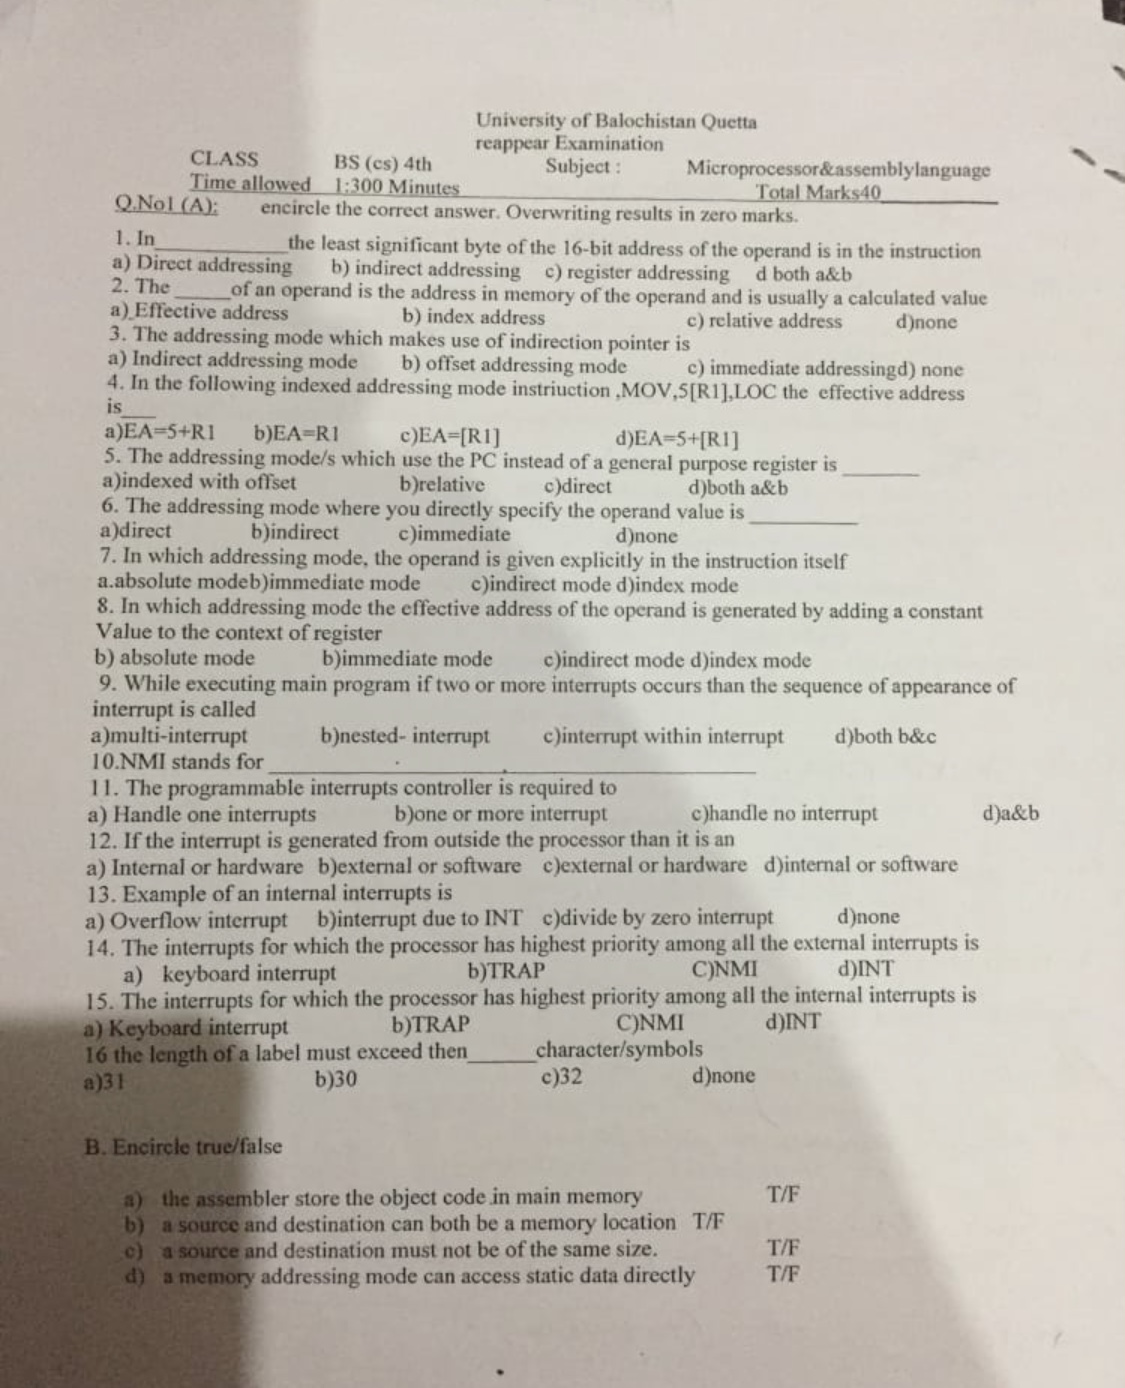 University of Balochistan Quetta
reappear Examination
CLASS BS (cs) 4th Subject : Microprocessor&assemblylanguage
Time allowed 1:300 Minutes Total Marks40
Q.No1 (A): encircle the correct answer. Overwriting results in zero marks.
1. In____________the least significant byte of the 16-bit address of the operand is in the instruction
a) Direct addressing b) indirect addressing c) register addressing d both a&b
2. The _____of an operand is the address in memory of the operand and is usually a calculated value
a) Effective address b) index address c) relative address d)none
3. The addressing mode which makes use of indirection pointer is
a) Indirect addressing mode b) offset addressing mode c) immediate addressingd) none
4. In the following indexed addressing mode instriuction ,MOV,5[R1],LOC the effective address
is___
a)EA=5+R1 b)EA=R1 c)EA=[R1] d)EA=5+[R1]
5. The addressing mode/s which use the PC instead of a general purpose register is _______
a)indexed with offset b)relative c)direct d)both a&b
6. The addressing mode where you directly specify the operand value is __________
a)direct b)indirect c)immediate d)none
7. In which addressing mode, the operand is given explicitly in the instruction itself
a.absolute modeb)immediate mode c)indirect mode d)index mode
8. In which addressing mode the effective address of the operand is generated by adding a constant
Value to the context of register
b) absolute mode b)immediate mode c)indirect mode d)index mode
9. While executing main program if two or more interrupts occurs than the sequence of appearance of
interrupt is called
a)multi-interrupt b)nested- interrupt c)interrupt within interrupt d)both b&c
10.NMI stands for ______________________________
11. The programmable interrupts controller is required to
a) Handle one interrupts b)one or more interrupt c)handle no interrupt d)a&b
12. If the interrupt is generated from outside the processor than it is an
a) Internal or hardware b)external or software c)external or hardware d)internal or software
13. Example of an internal interrupts is
a) Overflow interrupt b)interrupt due to INT c)divide by zero interrupt d)none
14. The interrupts for which the processor has highest priority among all the external interrupts is
a) keyboard interrupt b)TRAP C)NMI d)INT
15. The interrupts for which the processor has highest priority among all the internal interrupts is
a) Keyboard interrupt b)TRAP C)NMI d)INT
16 the length of a label must exceed then______character/symbols
a)31 b)30 c)32 d)none
B. Encircle true/false
a) the assembler store the object code in main memory T/F
b) a source and destination can both be a memory location T/F
c) a source and destination must not be of the same size. T/F
d) a memory addressing mode can access static data directly T/F